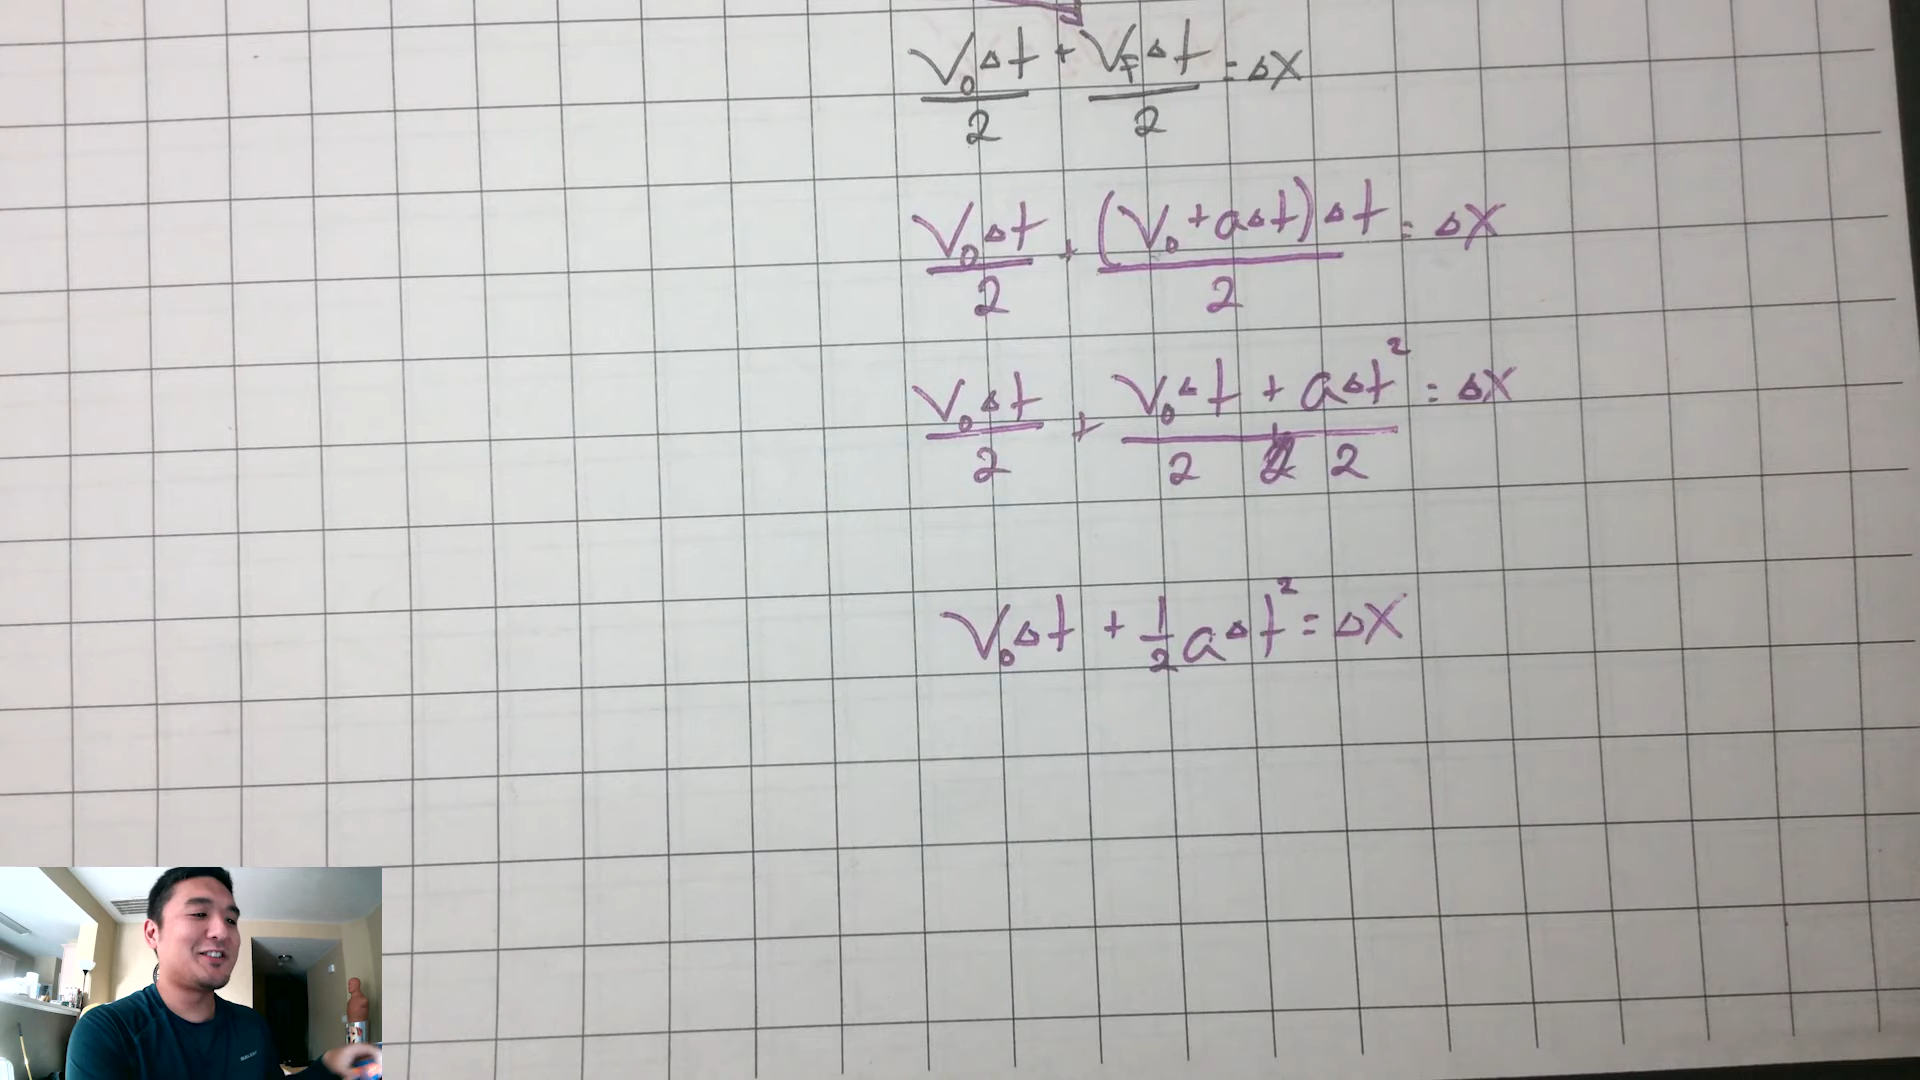 V₀Δt/2 + V_fΔt/2 = ΔX
V₀Δt/2 + (V₀ + aΔt)Δt/2 = ΔX
V₀Δt/2 + V₀Δt/2 + aΔt²/2 = ΔX
V₀Δt + 1/2 aΔt² = ΔX